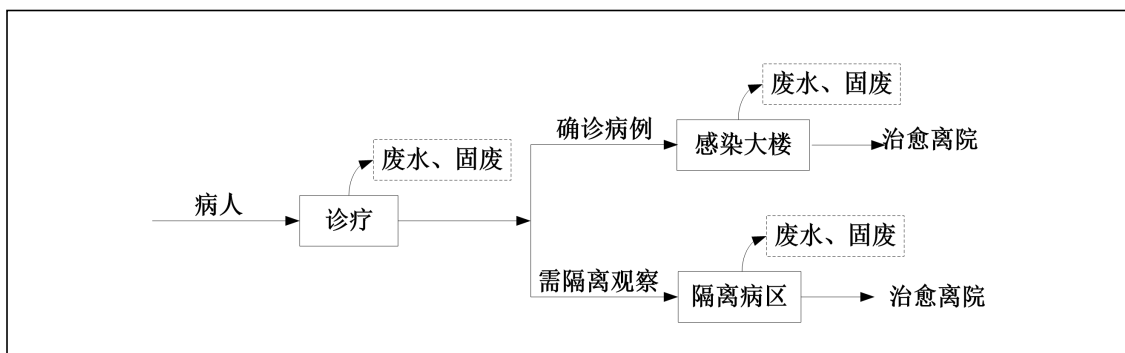 废水、固废
确诊病例
感染大楼
治愈离院
废水、固废
病人
诊疗
废水、固废
需隔离观察
隔离病区
治愈离院